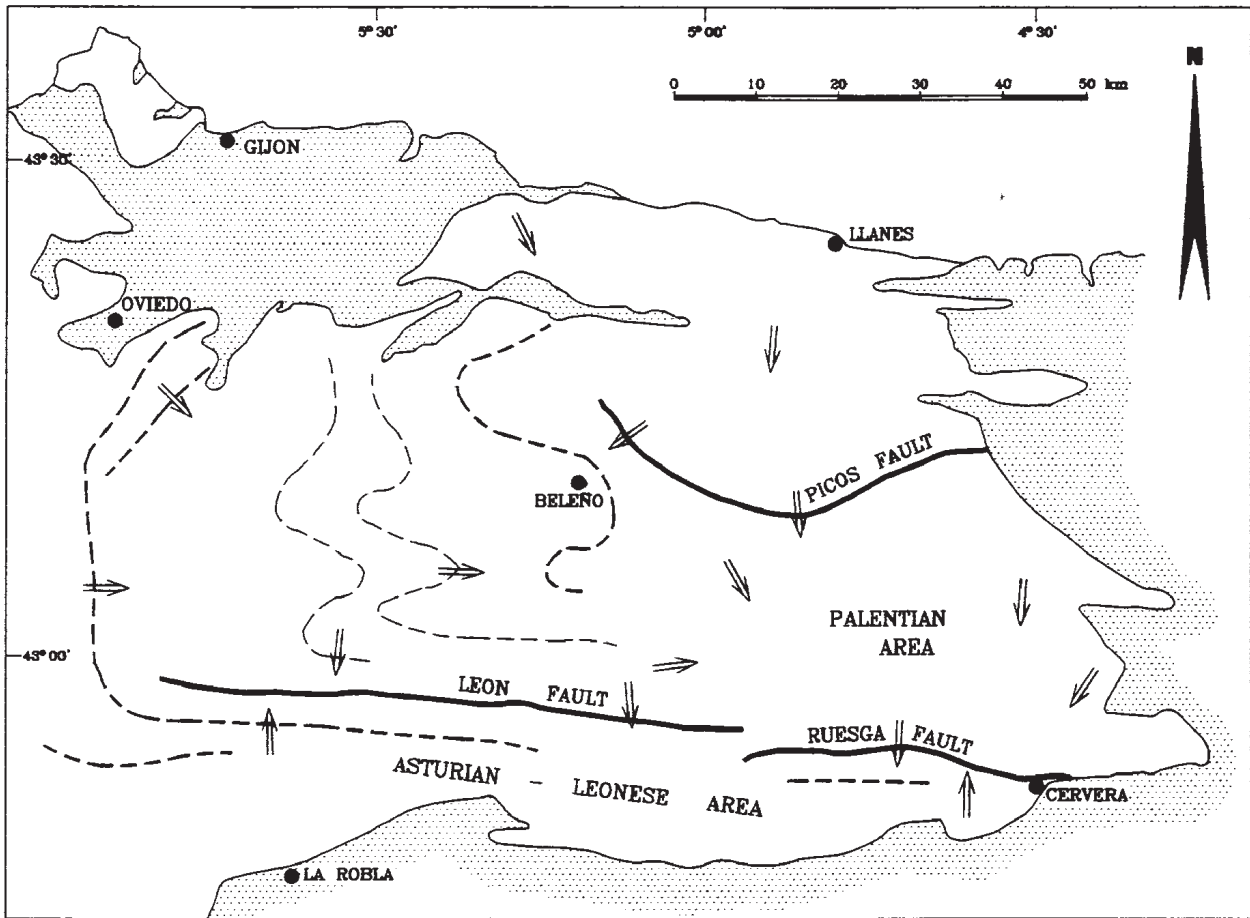 5° 30'
5° 00'
4° 30'
N
0 10 20 30 40 50 km
43° 30'
GIJON
LLANES
OVIEDO
PICOS FAULT
BELEÑO
PALENTIAN
AREA
43° 00'
LEON FAULT
RUESGA FAULT
ASTURIAN - LEONESE AREA
CERVERA
LA ROBLA